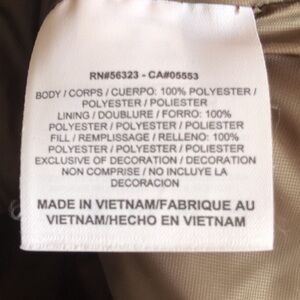 RN#56323 - CA#05553
BODY / CORPS / CUERPO: 100% POLYESTER /
POLYESTER / POLIESTER
LINING / DOUBLURE / FORRO: 100%
POLYESTER / POLYESTER / POLIESTER
FILL / REMPLISSAGE / RELLENO: 100%
POLYESTER / POLYESTER / POLIESTER
EXCLUSIVE OF DECORATION / DECORATION
NON COMPRISE / NO INCLUYE LA
DECORACION
MADE IN VIETNAM/FABRIQUE AU
VIETNAM/HECHO EN VIETNAM